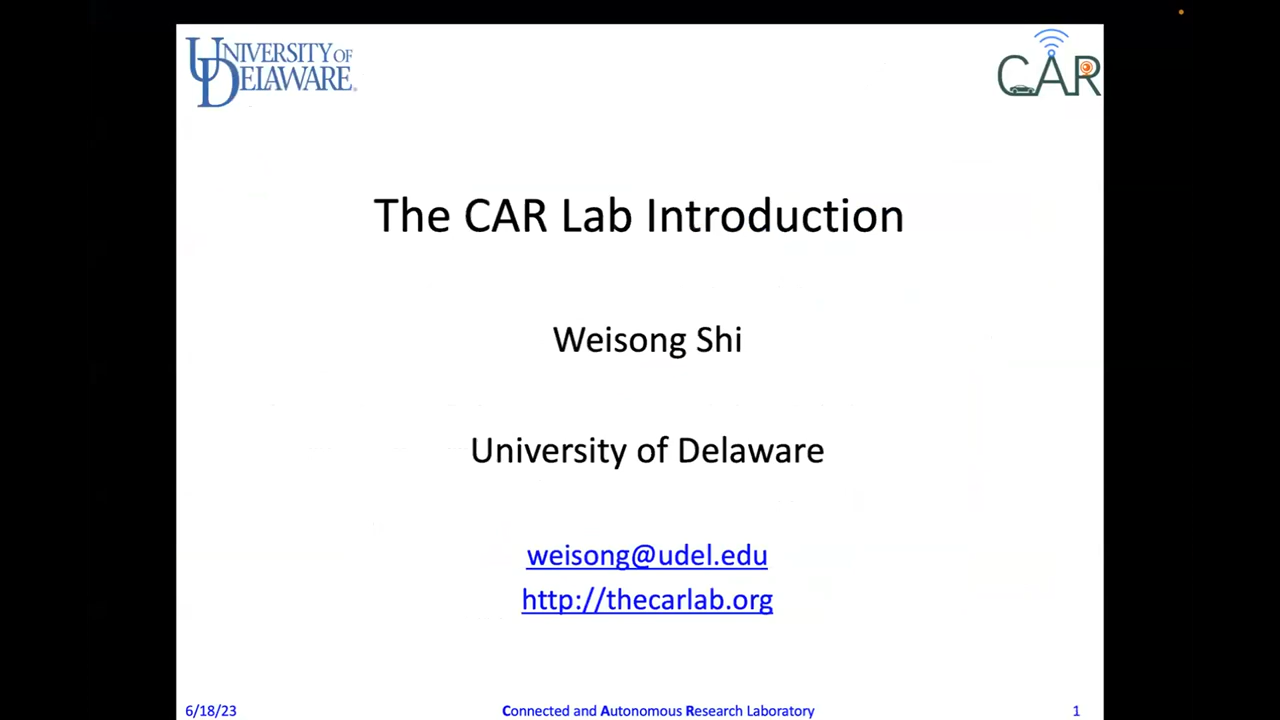 UNIVERSITY OF
DELAWARE
CAR
The CAR Lab Introduction
Weisong Shi
University of Delaware
weisong@udel.edu
http://thecarlab.org
6/18/23
Connected and Autonomous Research Laboratory
1